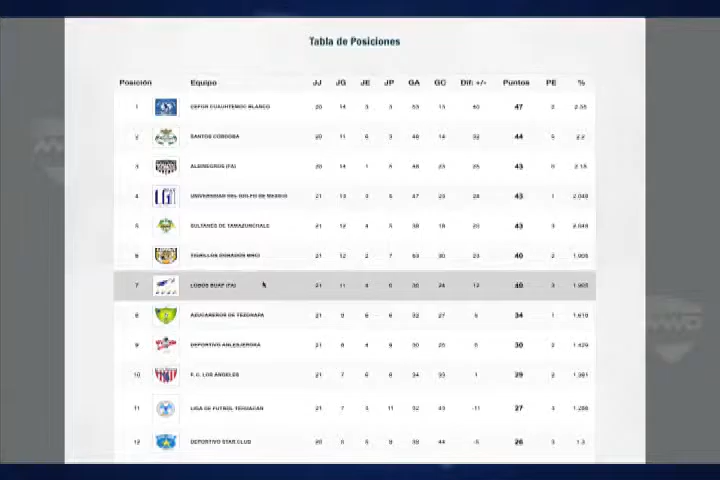 Tabla de Posiciones
Posición Equipo JJ JG JE JP GA GC Dif: +/- Puntos PE %
1 CEFOR CUAUHTEMOC BLANCO 20 14 3 3 53 13 40 47 2 2.35
2 SANTOS CORDOBA 20 11 6 3 46 14 32 44 5 2.2
3 ALBINEGROS (FA) 20 14 1 5 48 23 25 43 0 2.15
4 UNIVERSIDAD DEL GOLFO DE MEXICO 21 13 3 5 47 23 24 43 1 2.048
5 SULTANES DE TAMAZUNCHALE 21 12 4 5 38 18 20 43 3 2.048
6 TIGRILLOS DORADOS MRCI 21 12 2 7 53 30 23 40 2 1.905
7 LOBOS BUAP (FA) 21 11 4 6 36 24 12 40 3 1.905
8 AZUCAREROS DE TEZONAPA 21 9 6 6 32 27 5 34 1 1.619
9 DEPORTIVO 21 8 4 9 30 2 1.429
10 F. C. LOS ANGELES 21 7 6 8 34 33 1 29 2 1.381
11 LIGA DE FUTBOL TEHUACAN 21 7 3 11 32 43 -11 27 3 1.286
12 DEPORTIVO STAR CLUB 20 6 5 9 39 44 -5 26 3 1.3